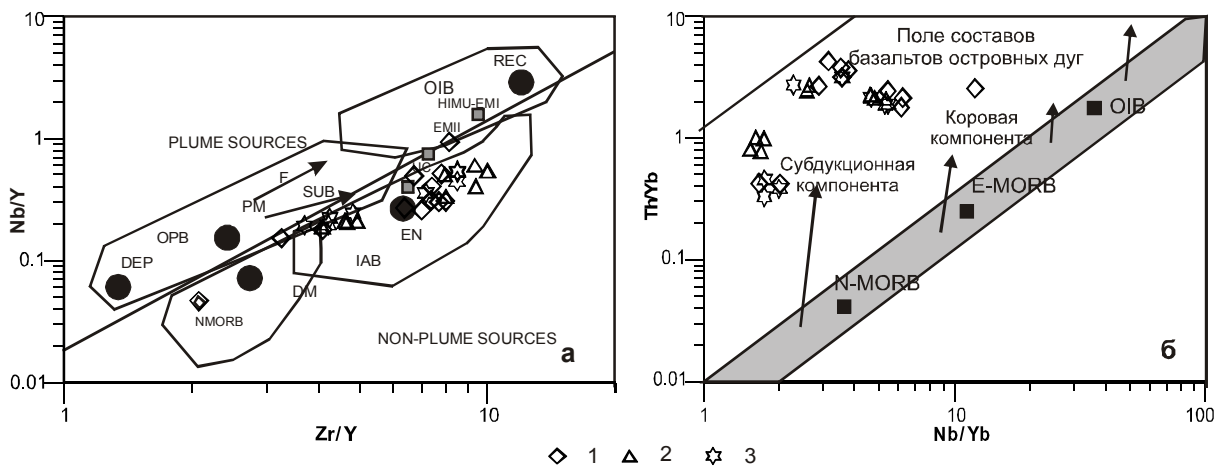 10
1
0.1
0.01
Nb/Y
1
10
Zr/Y
REC
OIB
HIMU-EMI
EMII
PLUME SOURCES
F
SUB
PM
OPB
EN
DEP
IAB
DM
NMORB
NON-PLUME SOURCES
а
10
1
0.1
0.01
Th/Yb
1
10
100
Nb/Yb
Поле составов
базальтов островных дуг
OIB
Коровая
компонента
Субдукционная
компонента
E-MORB
N-MORB
б
1
2
3